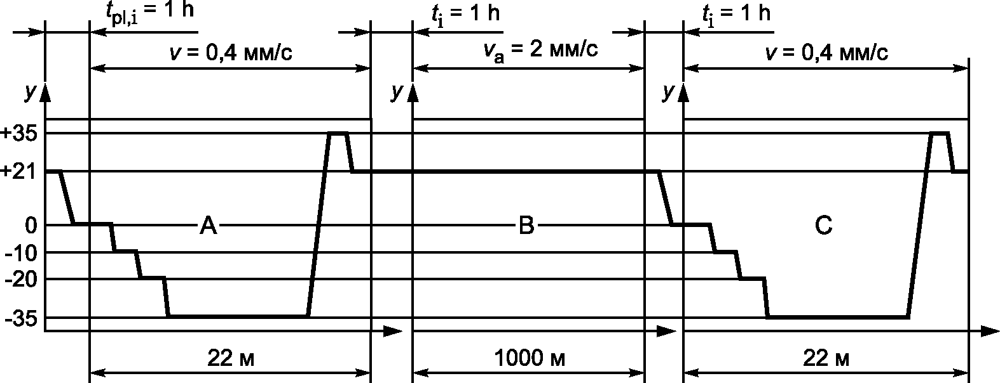 tpl,i = 1 h
ti = 1 h
ti = 1 h
v = 0,4 мм/с
va = 2 мм/с
v = 0,4 мм/с
y
y
y
+35
+21
0
A
B
C
-10
-20
-35
22 м
1000 м
22 м